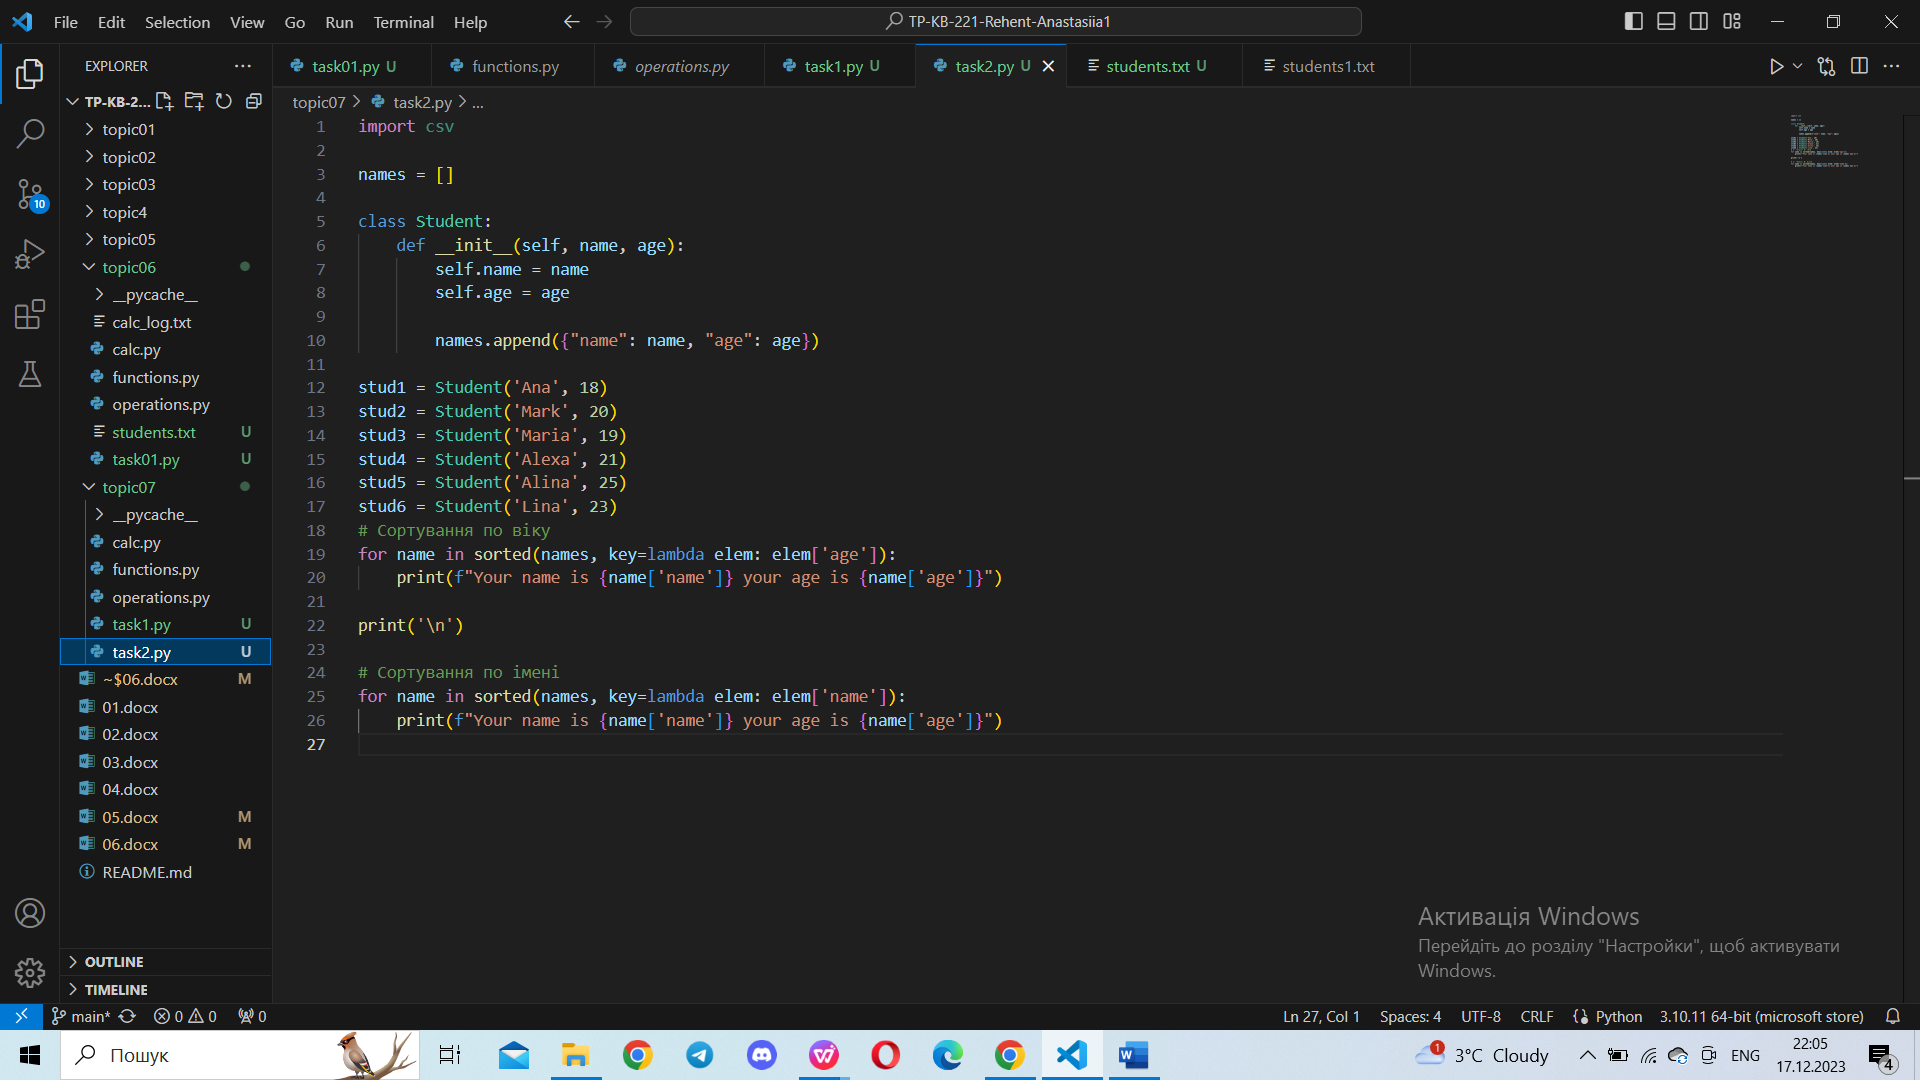 File Edit Selection View Go Run Terminal Help
TP-KB-221-Rehent-Anastasiia1
EXPLORER
task01.py U functions.py operations.py task1.py U task2.py U students.txt U students1.txt
TP-KB-2...
topic07 > task2.py > ...
topic01
topic02
topic03
topic4
topic05
topic06
__pycache__
calc_log.txt
calc.py
functions.py
operations.py
students.txt U
task01.py U
topic07
__pycache__
calc.py
functions.py
operations.py
task1.py U
task2.py U
~$06.docx M
01.docx
02.docx
03.docx
04.docx
05.docx M
06.docx M
README.md
OUTLINE
TIMELINE
10
1 import csv
2
3 names = []
4
5 class Student:
6 def __init__(self, name, age):
7 self.name = name
8 self.age = age
9
10 names.append({"name": name, "age": age})
11
12 stud1 = Student('Ana', 18)
13 stud2 = Student('Mark', 20)
14 stud3 = Student('Maria', 19)
15 stud4 = Student('Alexa', 21)
16 stud5 = Student('Alina', 25)
17 stud6 = Student('Lina', 23)
18 # Сортування по віку
19 for name in sorted(names, key=lambda elem: elem['age']):
20 print(f"Your name is {name['name']} your age is {name['age']}")
21
22 print('\n')
23
24 # Сортування по імені
25 for name in sorted(names, key=lambda elem: elem['name']):
26 print(f"Your name is {name['name']} your age is {name['age']}")
27
Активація Windows
Перейдіть до розділу "Настройки", щоб активувати
Windows.
main* 0 0 0 Ln 27, Col 1 Spaces: 4 UTF-8 CRLF Python 3.10.11 64-bit (microsoft store)
Пошук 1 3°C Cloudy ENG 22:05
17.12.2023 4